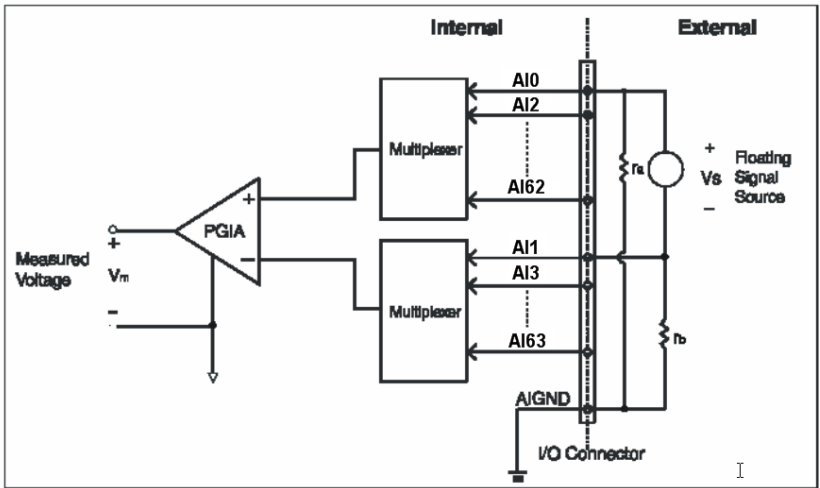 Internal
External
AI0
AI2
AI62
Multiplexer
AI1
AI3
AI63
Multiplexer
AIGND
I/O Connector
+
PGIA
−
Measured
Voltage
+
Vm
-
ra
+
Vs
−
Floating
Signal
Source
rb